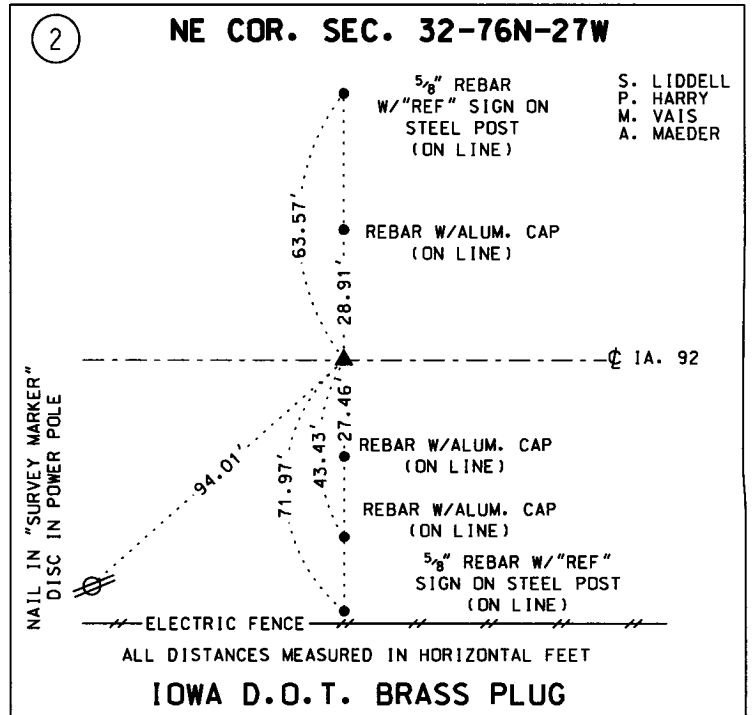 2
NE COR. SEC. 32-76N-27W
5/8" REBAR
W/"REF" SIGN ON
STEEL POST
(ON LINE)
S. LIDDELL
P. HARRY
M. VAIS
A. MAEDER
63.57'
REBAR W/ALUM. CAP
(ON LINE)
28.91'
℄ IA. 92
27.46'
43.43'
71.97'
94.01'
REBAR W/ALUM. CAP
(ON LINE)
REBAR W/ALUM. CAP
(ON LINE)
5/8" REBAR W/"REF"
SIGN ON STEEL POST
(ON LINE)
NAIL IN "SURVEY MARKER"
DISC IN POWER POLE
ELECTRIC FENCE
ALL DISTANCES MEASURED IN HORIZONTAL FEET
IOWA D.O.T. BRASS PLUG